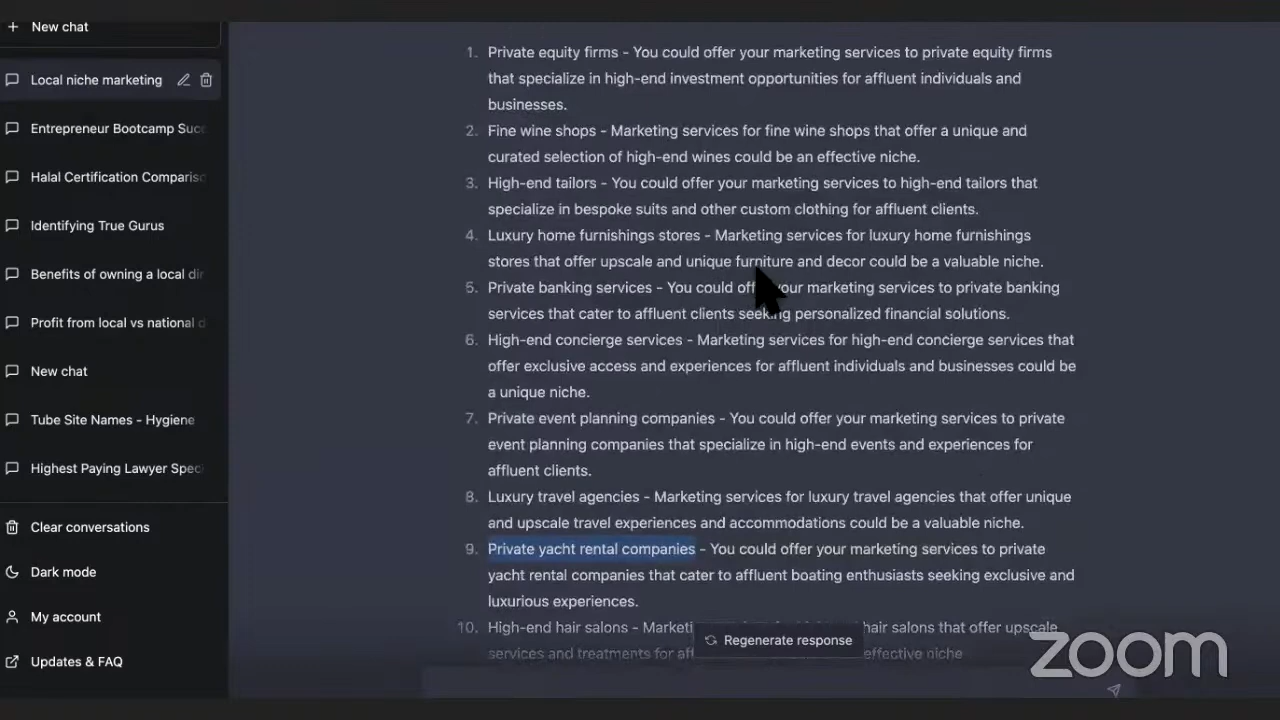 New chat
Local niche marketing
Entrepreneur Bootcamp Suc
Halal Certification Comparis
Identifying True Gurus
Benefits of owning a local di
Profit from local vs national d
New chat
Tube Site Names - Hygiene
Highest Paying Lawyer Spec
Clear conversations
Dark mode
My account
Updates & FAQ
1. Private equity firms - You could offer your marketing services to private equity firms
that specialize in high-end investment opportunities for affluent individuals and
businesses.
2. Fine wine shops - Marketing services for fine wine shops that offer a unique and
curated selection of high-end wines could be an effective niche.
3. High-end tailors - You could offer your marketing services to high-end tailors that
specialize in bespoke suits and other custom clothing for affluent clients.
4. Luxury home furnishings stores - Marketing services for luxury home furnishings
stores that offer upscale and unique furniture and decor could be a valuable niche.
5. Private banking services - You could off your marketing services to private banking
services that cater to affluent clients seeking personalized financial solutions.
6. High-end concierge services - Marketing services for high-end concierge services that
offer exclusive access and experiences for affluent individuals and businesses could be
a unique niche.
7. Private event planning companies - You could offer your marketing services to private
event planning companies that specialize in high-end events and experiences for
affluent clients.
8. Luxury travel agencies - Marketing services for luxury travel agencies that offer unique
and upscale travel experiences and accommodations could be a valuable niche.
9. Private yacht rental companies - You could offer your marketing services to private
yacht rental companies that cater to affluent boating enthusiasts seeking exclusive and
luxurious experiences.
10. High-end hair salons - Marketi hair salons that offer upscale
services and treatments for af effective niche
Regenerate response
zoom